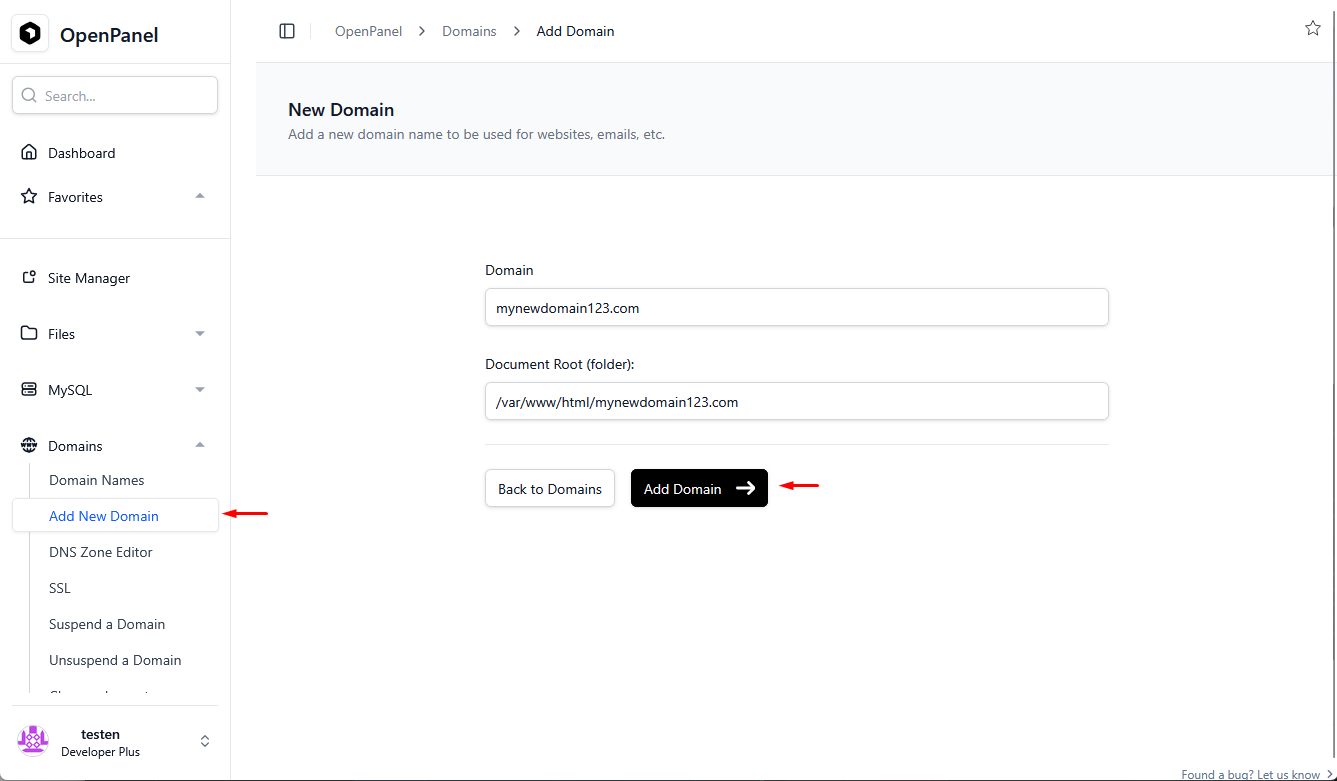 OpenPanel
Search...
Dashboard
Favorites
Site Manager
Files
MySQL
Domains
Domain Names
Add New Domain
DNS Zone Editor
SSL
Suspend a Domain
Unsuspend a Domain
testen
Developer Plus
OpenPanel > Domains > Add Domain
New Domain
Add a new domain name to be used for websites, emails, etc.
Domain
mynewdomain123.com
Document Root (folder):
/var/www/html/mynewdomain123.com
Back to Domains
Add Domain
Found a bug? Let us know